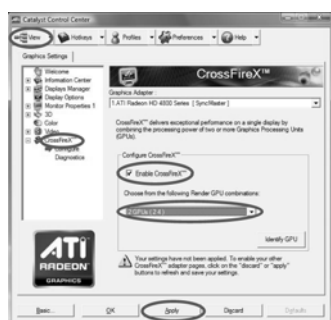 Catalyst Control Center
View Hotkeys Profiles Preferences Help
Graphics Settings
Welcome
Information Center
Displays Manager
Display Options
Monitor Properties 1
3D
Color
Video
CrossFireX
Configure
Diagnostics
CrossFireX™
Graphics Adapter:
1.ATI Radeon HD 4800 Series [ SyncMaster ]
CrossFireX™ delivers exceptional performance on a single display by
combining the processing power of two or more Graphics Processing Units
(GPUs).
Configure CrossFireX™
Enable CrossFireX™
Choose from the following Render GPU combinations:
2 GPUs
Identify GPU
Your settings have not been applied. To enable your other
CrossFireX™ adapter pages, click on the "discard" or "apply"
buttons to refresh and save your settings.
ATI
RADEON
GRAPHICS
Basic... OK Apply Discard Defaults